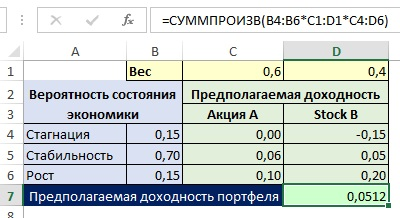 =СУММПРОИЗВ(B4:B6*C1:D1*C4:D6)
A B C D
1 Вес 0,6 0,4
2 Вероятность состояния Предполагаемая доходность
3 экономики Акция A Stock B
4 Стагнация 0,15 0,00 -0,15
5 Стабильность 0,70 0,06 0,05
6 Рост 0,15 0,10 0,20
7 Предполагаемая доходность портфеля 0,0512